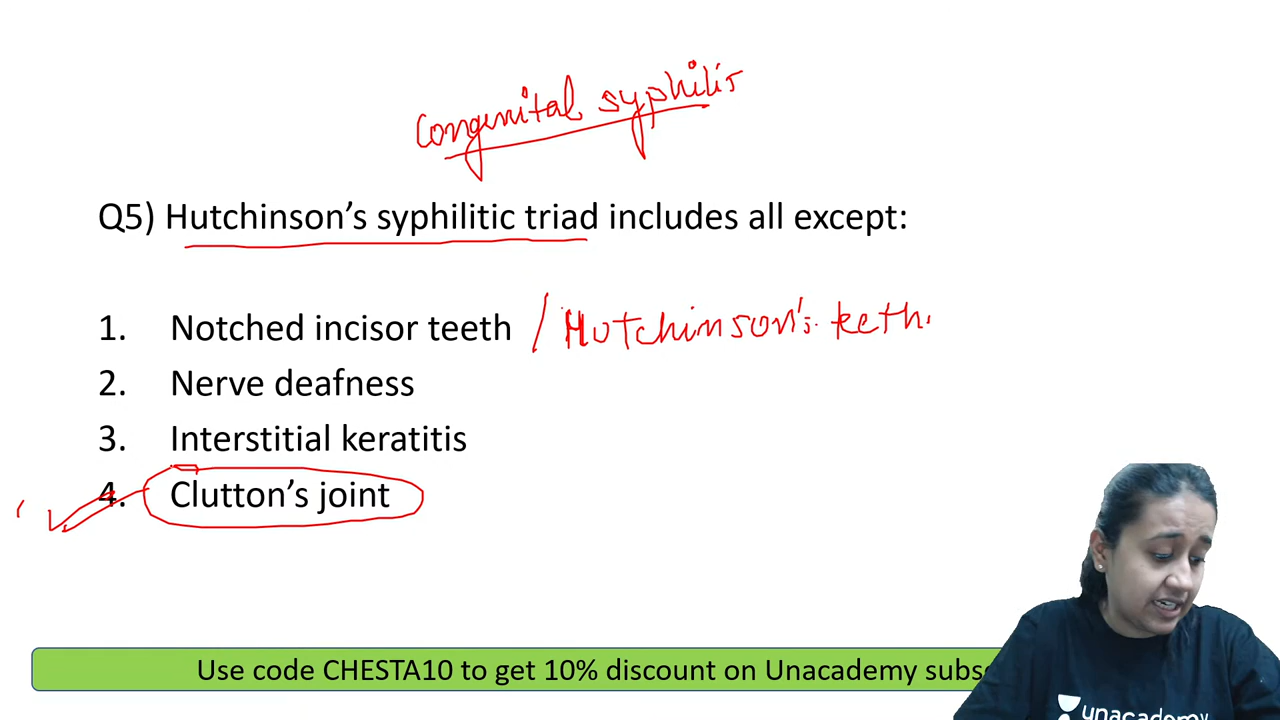 congenital syphilis
Q5) Hutchinson’s syphilitic triad includes all except:
1. Notched incisor teeth / Hutchinson's teeth.
2. Nerve deafness
3. Interstitial keratitis
4. Clutton’s joint
Use code CHESTA10 to get 10% discount on Unacademy subs
unacademy